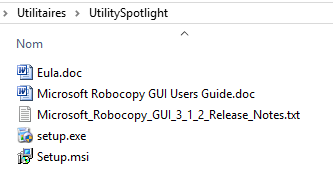 Utilitaires > UtilitySpotlight
Nom
Eula.doc
Microsoft Robocopy GUI Users Guide.doc
Microsoft_Robocopy_GUI_3_1_2_Release_Notes.txt
setup.exe
Setup.msi